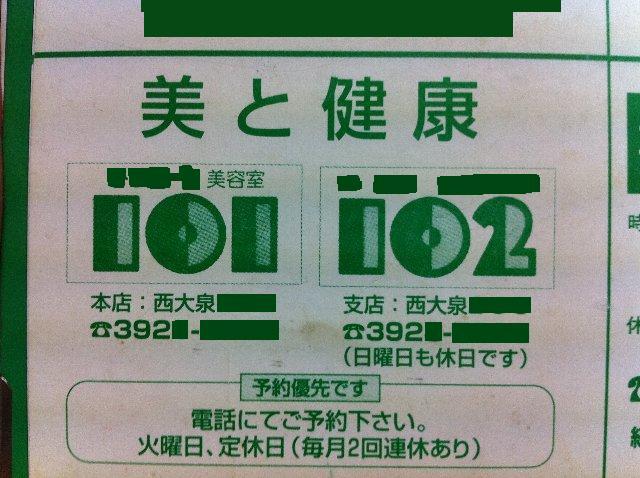 美と健康
美容室
101
102
本店：西大泉
☎392 -
支店：西大泉
☎392 -
（日曜日も休日です）
予約優先です
電話にてご予約下さい。
火曜日、定休日（毎月2回連休あり）
時
休